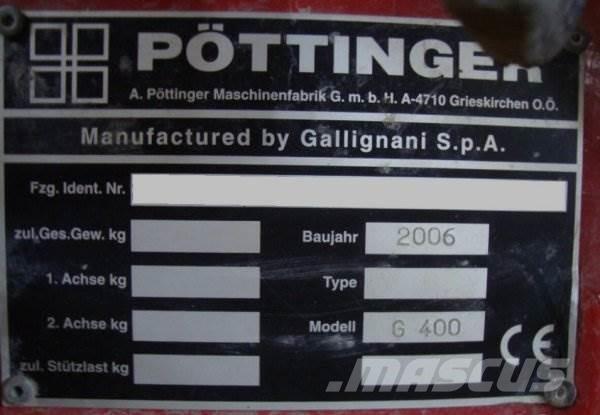 PÖTTINGER
A. Pöttinger Maschinenfabrik G. m. b. H. A-4710 Grieskirchen O.Ö.
Manufactured by Gallignani S.p.A.
Fzg. Ident. Nr.
zul.Ges.Gew. kg
Baujahr 2006
1. Achse kg
Type
2. Achse kg
Modell G 400
CE
zul. Stützlast kg
MASCUS